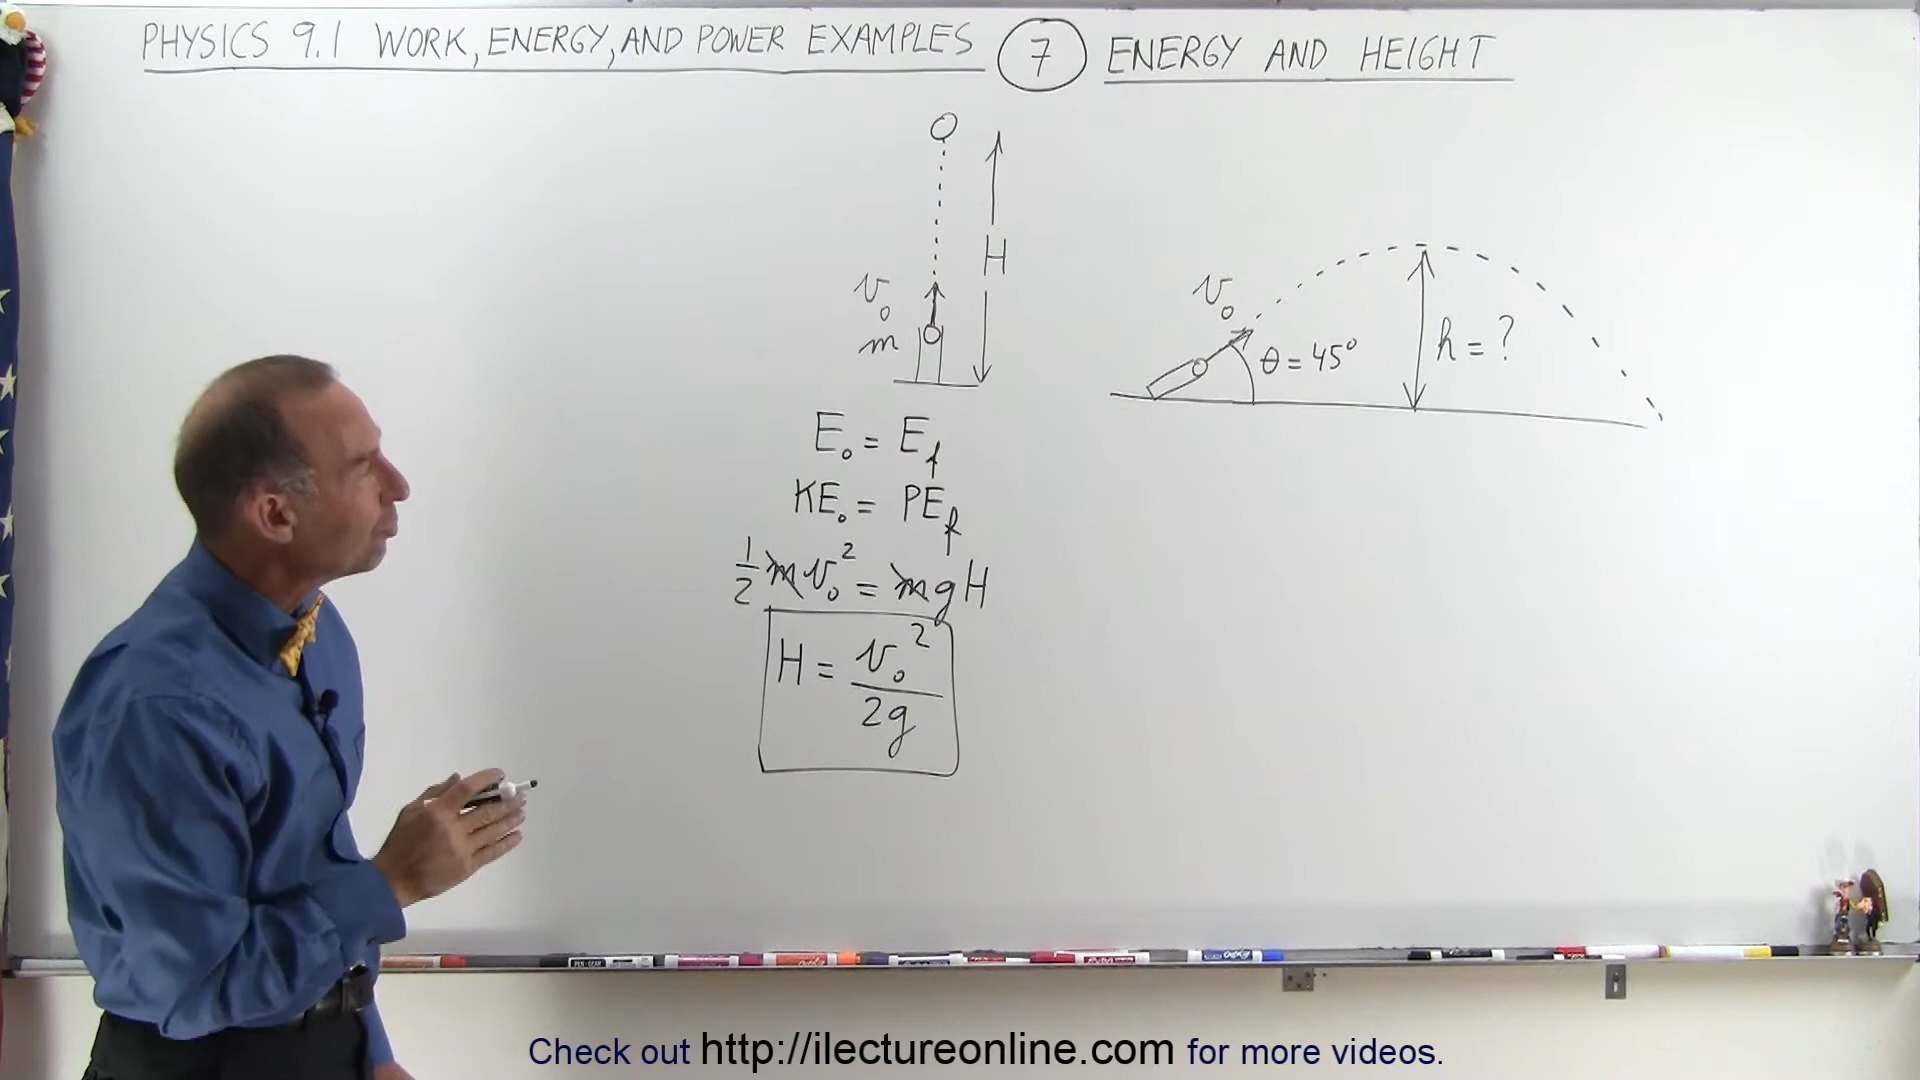 PHYSICS 9.1 WORK, ENERGY, AND POWER EXAMPLES 7 ENERGY AND HEIGHT
H
v₀
m
v₀
θ = 45°
h = ?
E₀ = E_f
KE₀ = PE_f
1/2 m v₀² = m g H
H = v₀² / 2g
EXPO
Check out http://ilectureonline.com for more videos.